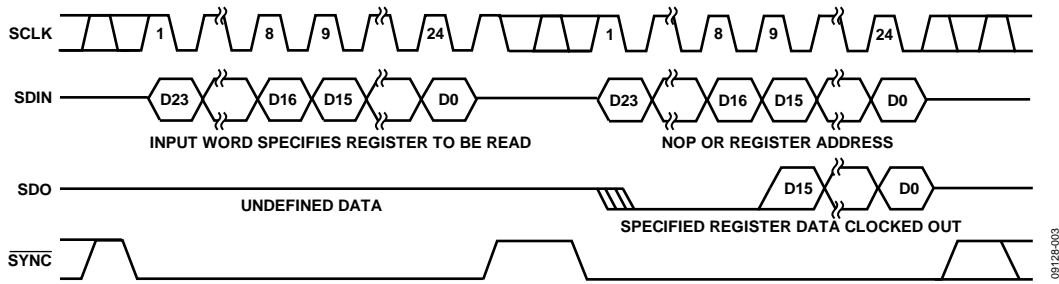 SCLK 1 8 9 24 1 8 9 24
SDIN D23 D16 D15 D0 D23 D16 D15 D0
INPUT WORD SPECIFIES REGISTER TO BE READ NOP OR REGISTER ADDRESS
SDO D15 D0
UNDEFINED DATA
SPECIFIED REGISTER DATA CLOCKED OUT
SYNC
09128-003